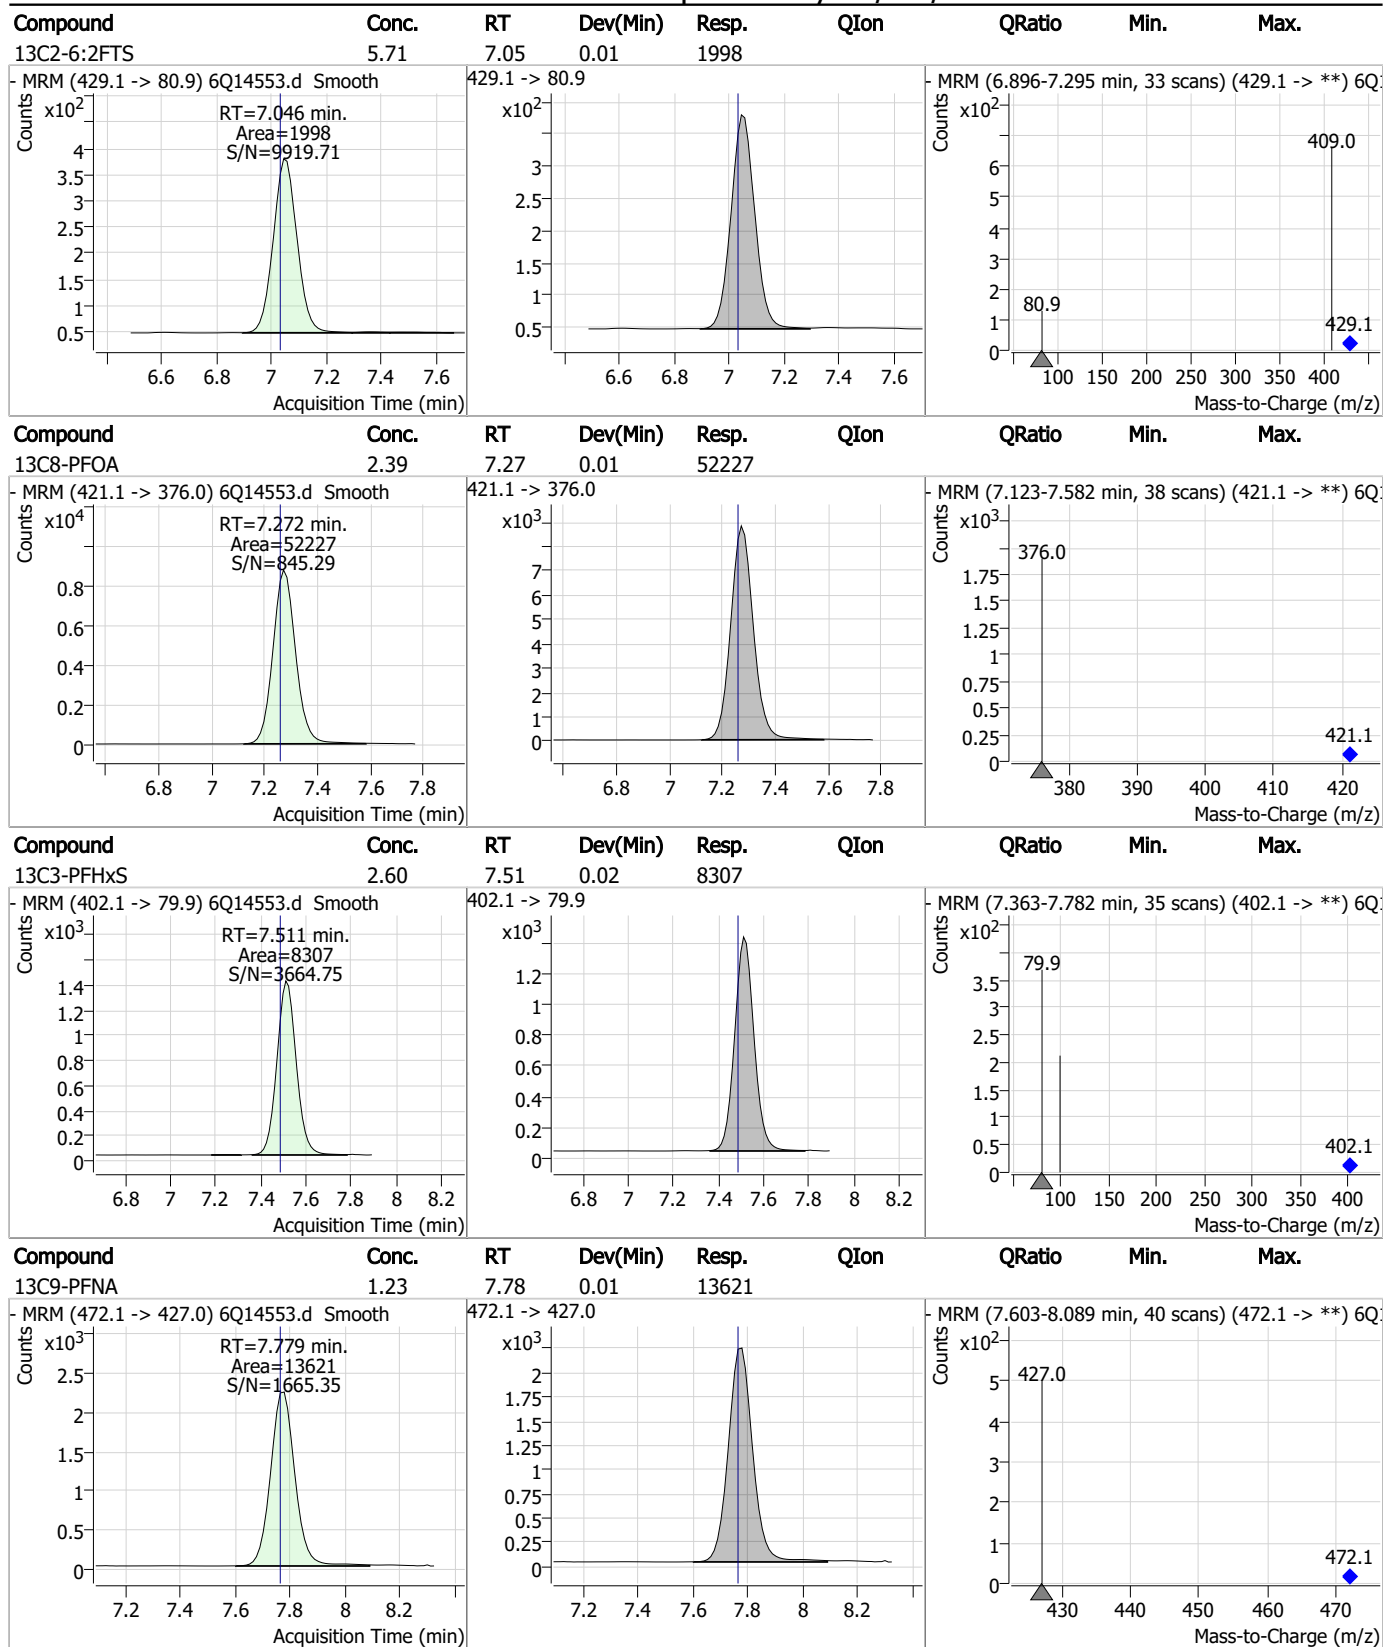 Compound Conc. RT Dev(Min) Resp. QIon QRatio Min. Max.
13C2-6:2FTS 5.71 7.05 0.01 1998
- MRM (429.1 -> 80.9) 6Q14553.d Smooth
Counts
x10²
RT=7.046 min.
Area=1998
S/N=9919.71
4
3.5
3
2.5
2
1.5
1
0.5
6.6 6.8 7 7.2 7.4 7.6
Acquisition Time (min)
429.1 -> 80.9
x10²
3
2.5
2
1.5
1
0.5
6.6 6.8 7 7.2 7.4 7.6
- MRM (6.896-7.295 min, 33 scans) (429.1 -> **) 6Q
Counts
x10²
409.0
6
5
4
3
2
80.9
1
429.1
0
100 150 200 250 300 350 400
Mass-to-Charge (m/z)
Compound Conc. RT Dev(Min) Resp. QIon QRatio Min. Max.
13C8-PFOA 2.39 7.27 0.01 52227
- MRM (421.1 -> 376.0) 6Q14553.d Smooth
Counts
x10⁴
RT=7.272 min.
Area=52227
S/N=845.29
0.8
0.6
0.4
0.2
0
6.8 7 7.2 7.4 7.6 7.8
Acquisition Time (min)
421.1 -> 376.0
x10³
7
6
5
4
3
2
1
0
6.8 7 7.2 7.4 7.6 7.8
- MRM (7.123-7.582 min, 38 scans) (421.1 -> **) 6Q
Counts
x10³
376.0
1.75
1.5
1.25
1
0.75
0.5
0.25
421.1
0
380 390 400 410 420
Mass-to-Charge (m/z)
Compound Conc. RT Dev(Min) Resp. QIon QRatio Min. Max.
13C3-PFHxS 2.60 7.51 0.02 8307
- MRM (402.1 -> 79.9) 6Q14553.d Smooth
Counts
x10³
RT=7.511 min.
Area=8307
S/N=3664.75
1.4
1.2
1
0.8
0.6
0.4
0.2
0
6.8 7 7.2 7.4 7.6 7.8 8 8.2
Acquisition Time (min)
402.1 -> 79.9
x10³
1.2
1
0.8
0.6
0.4
0.2
0
6.8 7 7.2 7.4 7.6 7.8 8 8.2
- MRM (7.363-7.782 min, 35 scans) (402.1 -> **) 6Q
Counts
x10²
79.9
3.5
3
2.5
2
1.5
1
0.5
402.1
0
100 150 200 250 300 350 400
Mass-to-Charge (m/z)
Compound Conc. RT Dev(Min) Resp. QIon QRatio Min. Max.
13C9-PFNA 1.23 7.78 0.01 13621
- MRM (472.1 -> 427.0) 6Q14553.d Smooth
Counts
x10³
RT=7.779 min.
Area=13621
S/N=1665.35
2.5
2
1.5
1
0.5
0
7.2 7.4 7.6 7.8 8 8.2
Acquisition Time (min)
472.1 -> 427.0
x10³
2
1.75
1.5
1.25
1
0.75
0.5
0.25
0
7.2 7.4 7.6 7.8 8 8.2
- MRM (7.603-8.089 min, 40 scans) (472.1 -> **) 6Q
Counts
x10²
427.0
5
4
3
2
1
472.1
0
430 440 450 460 470
Mass-to-Charge (m/z)